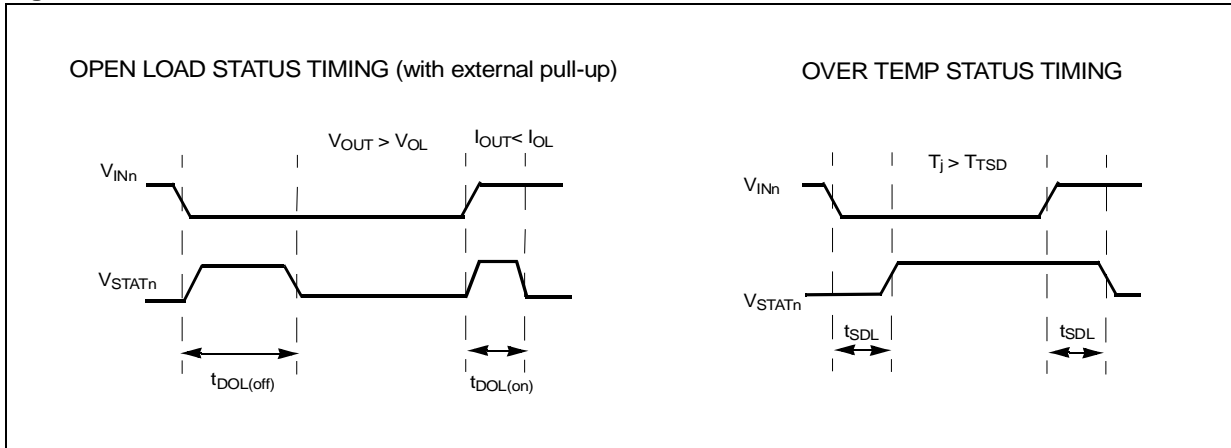 OPEN LOAD STATUS TIMING (with external pull-up)
VOUT > VOL
IOUT< IOL
VINn
VSTATn
tDOL(off)
tDOL(on)
OVER TEMP STATUS TIMING
Tj > TTSD
VINn
VSTATn
tSDL
tSDL